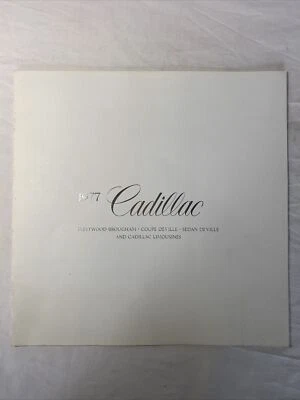 1977 Cadillac
FLEETWOOD BROUGHAM · COUPE DEVILLE · SEDAN DEVILLE
AND CADILLAC LIMOUSINES